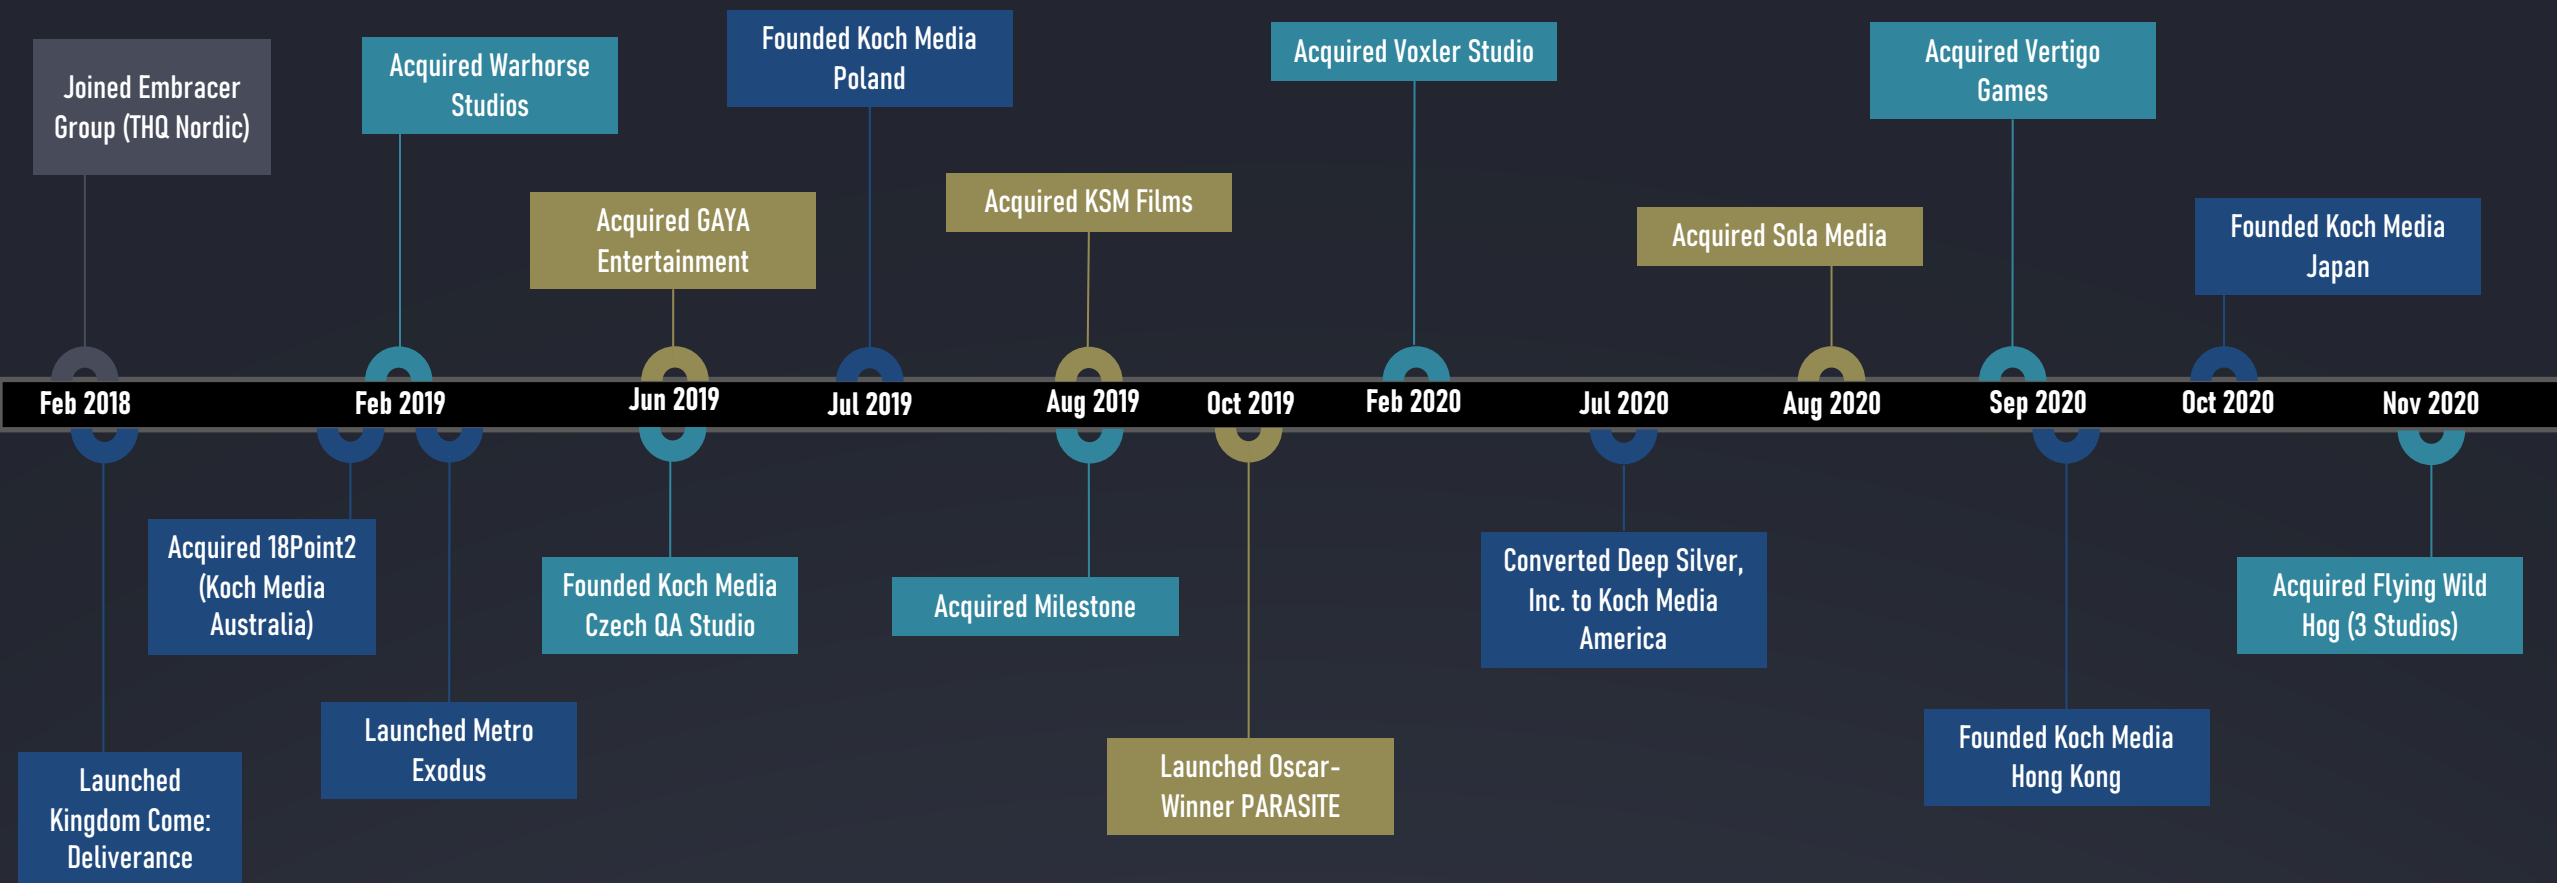 Joined Embracer
Group (THQ Nordic)
Acquired Warhorse
Studios
Acquired GAYA
Entertainment
Founded Koch Media
Poland
Acquired KSM Films
Acquired Voxler Studio
Acquired Sola Media
Acquired Vertigo
Games
Founded Koch Media
Japan
Feb 2018
Feb 2019
Jun 2019
Jul 2019
Aug 2019
Oct 2019
Feb 2020
Jul 2020
Aug 2020
Sep 2020
Oct 2020
Nov 2020
Launched
Kingdom Come:
Deliverance
Acquired 18Point2
(Koch Media
Australia)
Launched Metro
Exodus
Founded Koch Media
Czech QA Studio
Acquired Milestone
Launched Oscar-
Winner PARASITE
Converted Deep Silver,
Inc. to Koch Media
America
Founded Koch Media
Hong Kong
Acquired Flying Wild
Hog (3 Studios)